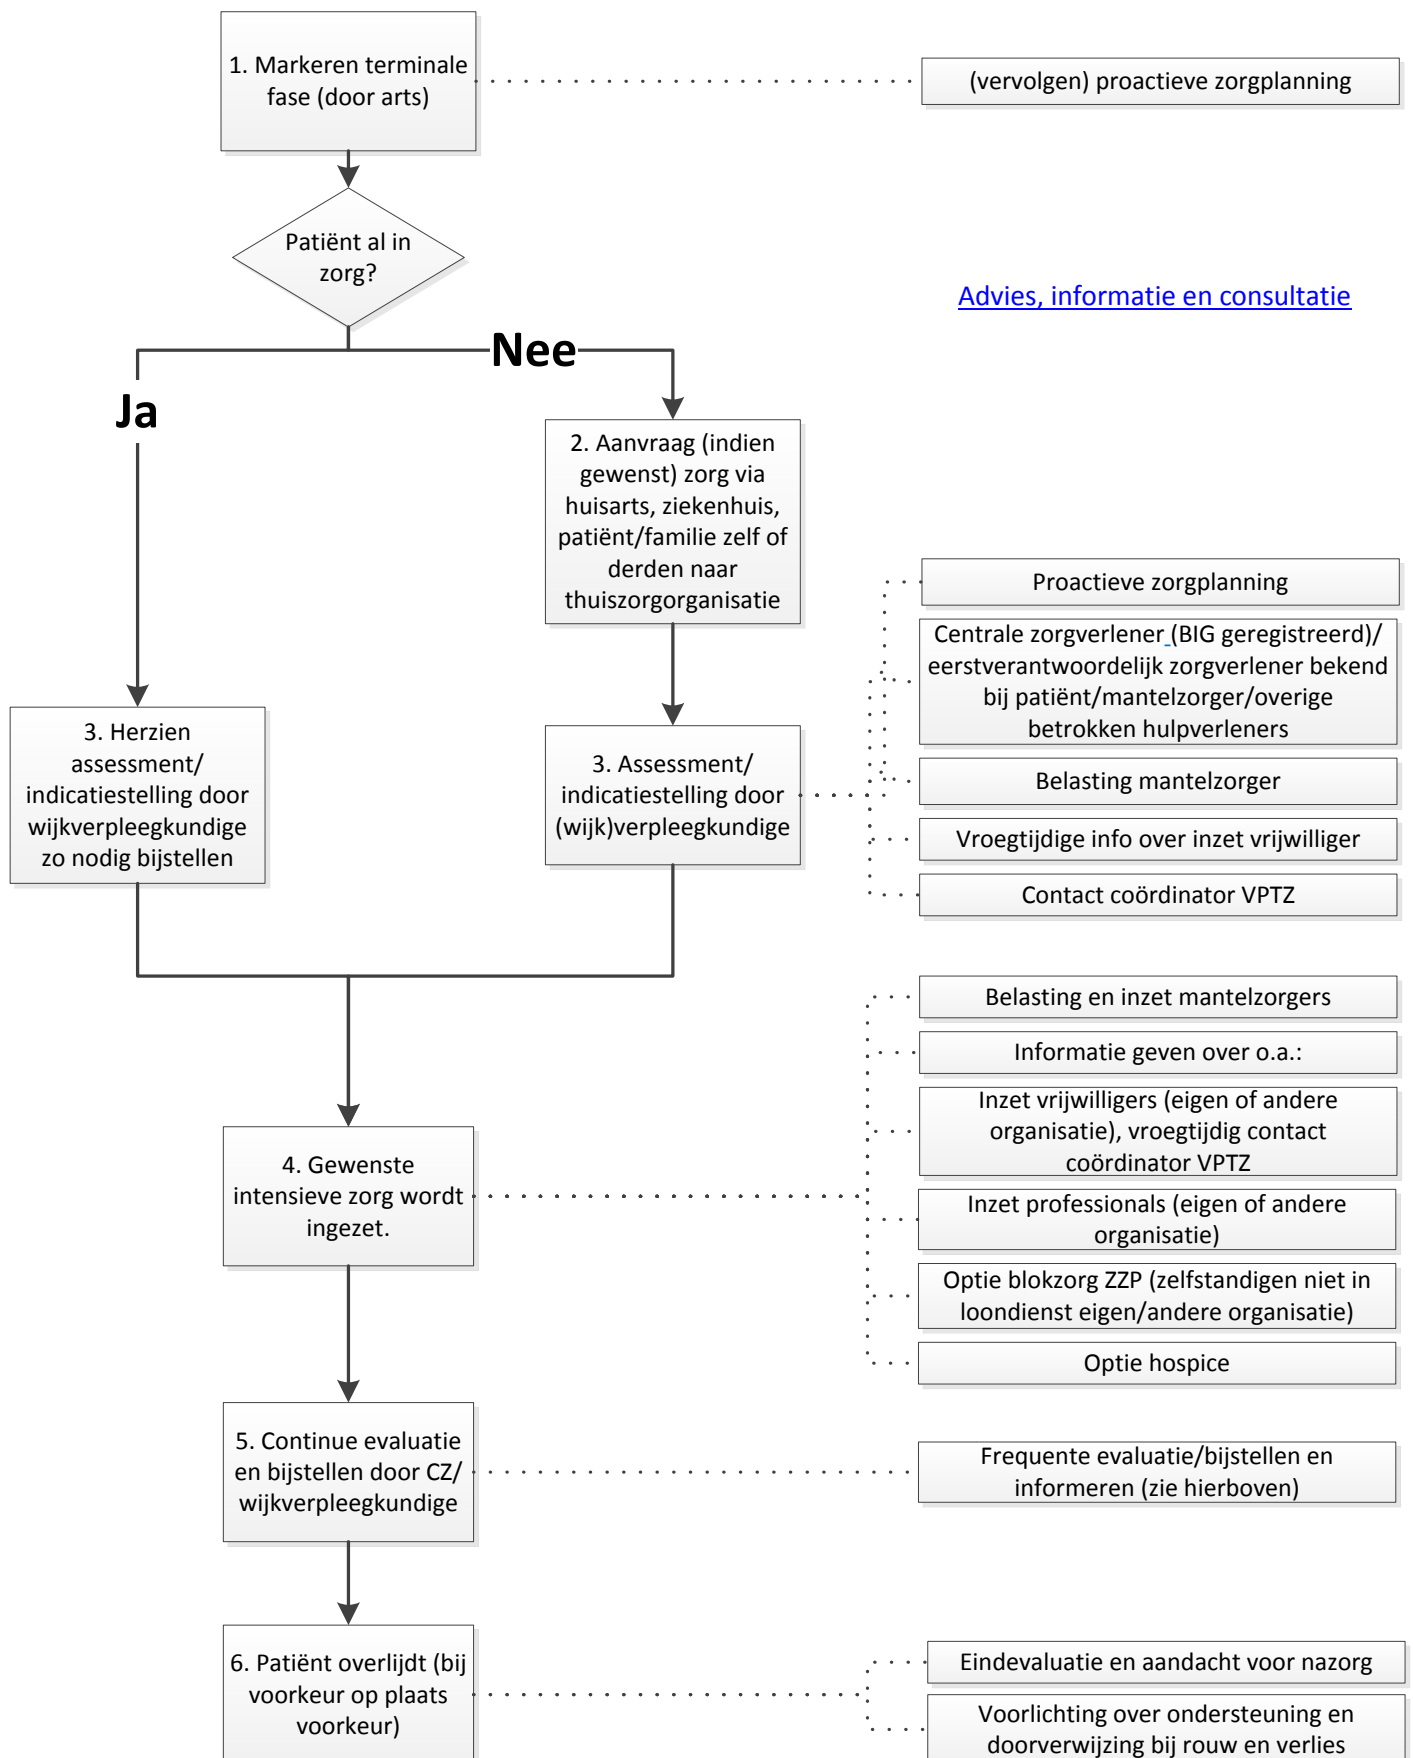 1. Markeren terminale
fase (door arts)
(vervolgen) proactieve zorgplanning
Patiënt al in
zorg?
Advies, informatie en consultatie
Nee
Ja
2. Aanvraag (indien
gewenst) zorg via
huisarts, ziekenhuis,
patiënt/familie zelf of
derden naar
thuiszorgorganisatie
3. Herzien
assessment/
indicatiestelling door
wijkverpleegkundige
zo nodig bijstellen
3. Assessment/
indicatiestelling door
(wijk)verpleegkundige
Proactieve zorgplanning
Centrale zorgverlener (BIG geregistreerd)/
eerstverantwoordelijk zorgverlener bekend
bij patiënt/mantelzorger/overige
betrokken hulpverleners
Belasting mantelzorger
Vroegtijdige info over inzet vrijwilliger
Contact coördinator VPTZ
4. Gewenste
intensieve zorg wordt
ingezet.
Belasting en inzet mantelzorgers
Informatie geven over o.a.:
Inzet vrijwilligers (eigen of andere
organisatie), vroegtijdig contact
coördinator VPTZ
Inzet professionals (eigen of andere
organisatie)
Optie blokzorg ZZP (zelfstandigen niet in
loondienst eigen/andere organisatie)
Optie hospice
5. Continue evaluatie
en bijstellen door CZ/
wijkverpleegkundige
Frequente evaluatie/bijstellen en
informeren (zie hierboven)
6. Patiënt overlijdt (bij
voorkeur op plaats
voorkeur)
Eindevaluatie en aandacht voor nazorg
Voorlichting over ondersteuning en
doorverwijzing bij rouw en verlies